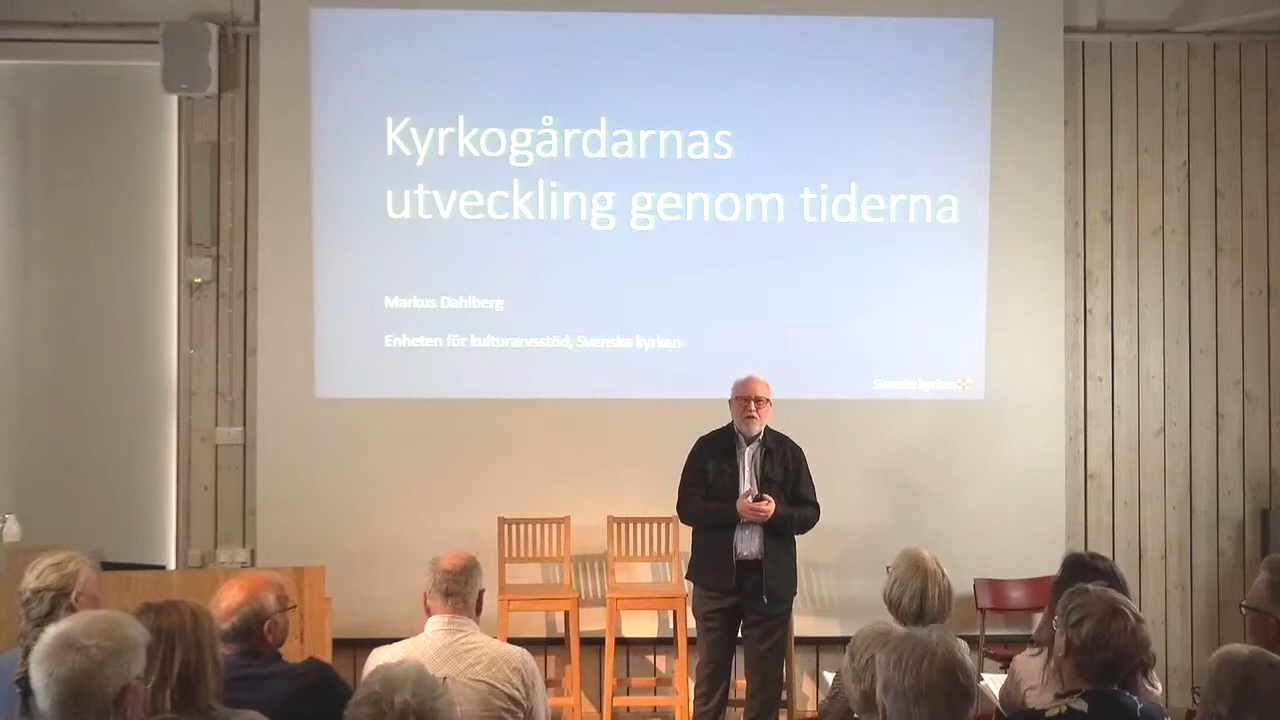 Kyrkogårdarnas
utveckling genom tiderna
Markus Dahlberg
Enheten för kulturarvsstöd, Svenska kyrkan
Svenska kyrkan